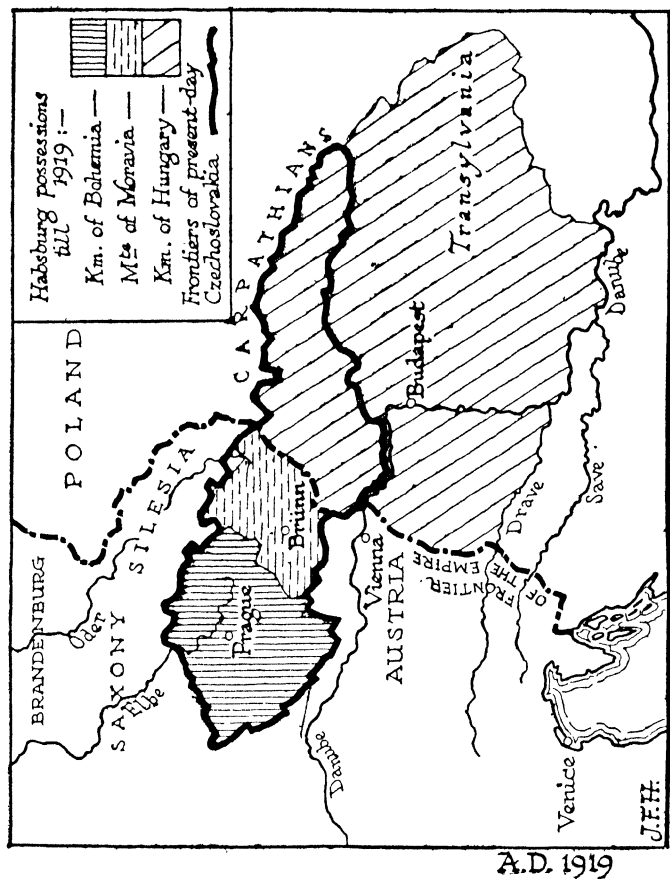 Habsburg possessions
till 1919:—
Km. of Bohemia —
Mte of Moravia —
Km. of Hungary —
Frontiers of present-day
Czechoslovakia
POLAND
CARPATHIANS
Transylvania
BRANDENBURG
Oder
SILESIA
SAXONY
Elbe
Prague
Brünn
Budapest
Danube
Vienna
AUSTRIA
Danube
FRONTIER
OF THE EMPIRE
Drave
Save
Venice
J.F.H.
A.D. 1919